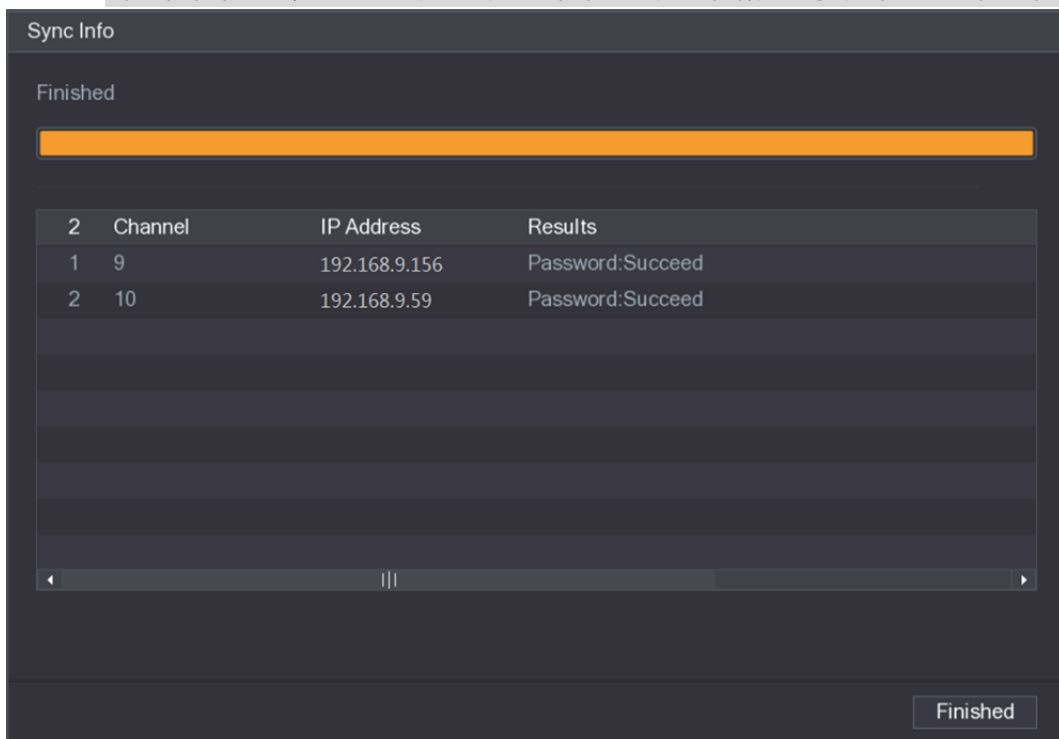 Sync Info
Finished
2 Channel IP Address Results
1 9 192.168.9.156 Password:Succeed
2 10 192.168.9.59 Password:Succeed
Finished